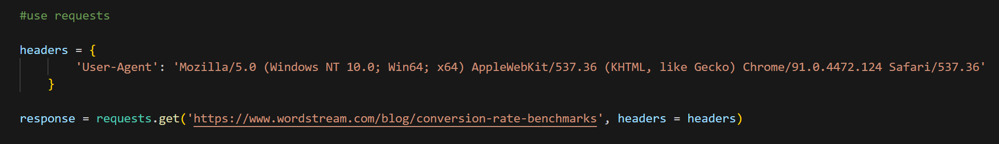 #use requests
headers = {
'User-Agent': 'Mozilla/5.0 (Windows NT 10.0; Win64; x64) AppleWebKit/537.36 (KHTML, like Gecko) Chrome/91.0.4472.124 Safari/537.36'
}
response = requests.get('https://www.wordstream.com/blog/conversion-rate-benchmarks', headers = headers)